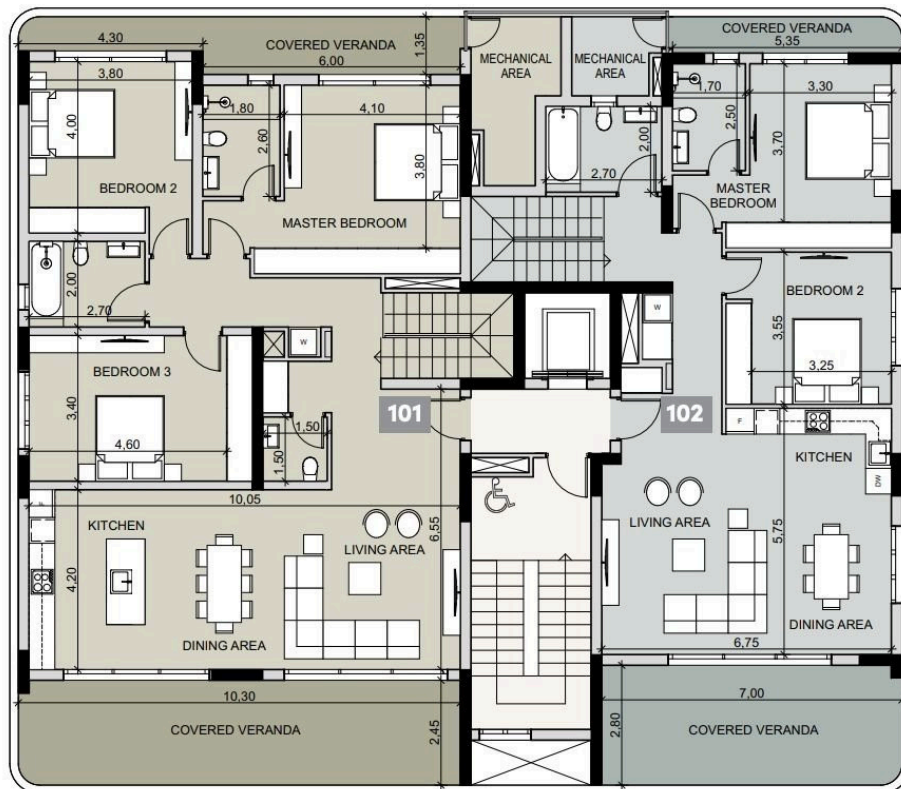 COVERED VERANDA
6,00
1,35
4,30
3,80
4,00
BEDROOM 2
1,80
2,60
4,10
3,80
MASTER BEDROOM
MECHANICAL
AREA
MECHANICAL
AREA
2,00
2,70
COVERED VERANDA
5,35
1,70
2,50
3,30
3,70
MASTER
BEDROOM
2,00
2,70
BEDROOM 3
3,40
4,60
W
1,50
1,50
101
W
102
BEDROOM 2
3,55
3,25
F
KITCHEN
DW
10,05
6,55
KITCHEN
4,20
LIVING AREA
DINING AREA
LIVING AREA
5,75
DINING AREA
6,75
10,30
2,45
COVERED VERANDA
7,00
2,80
COVERED VERANDA